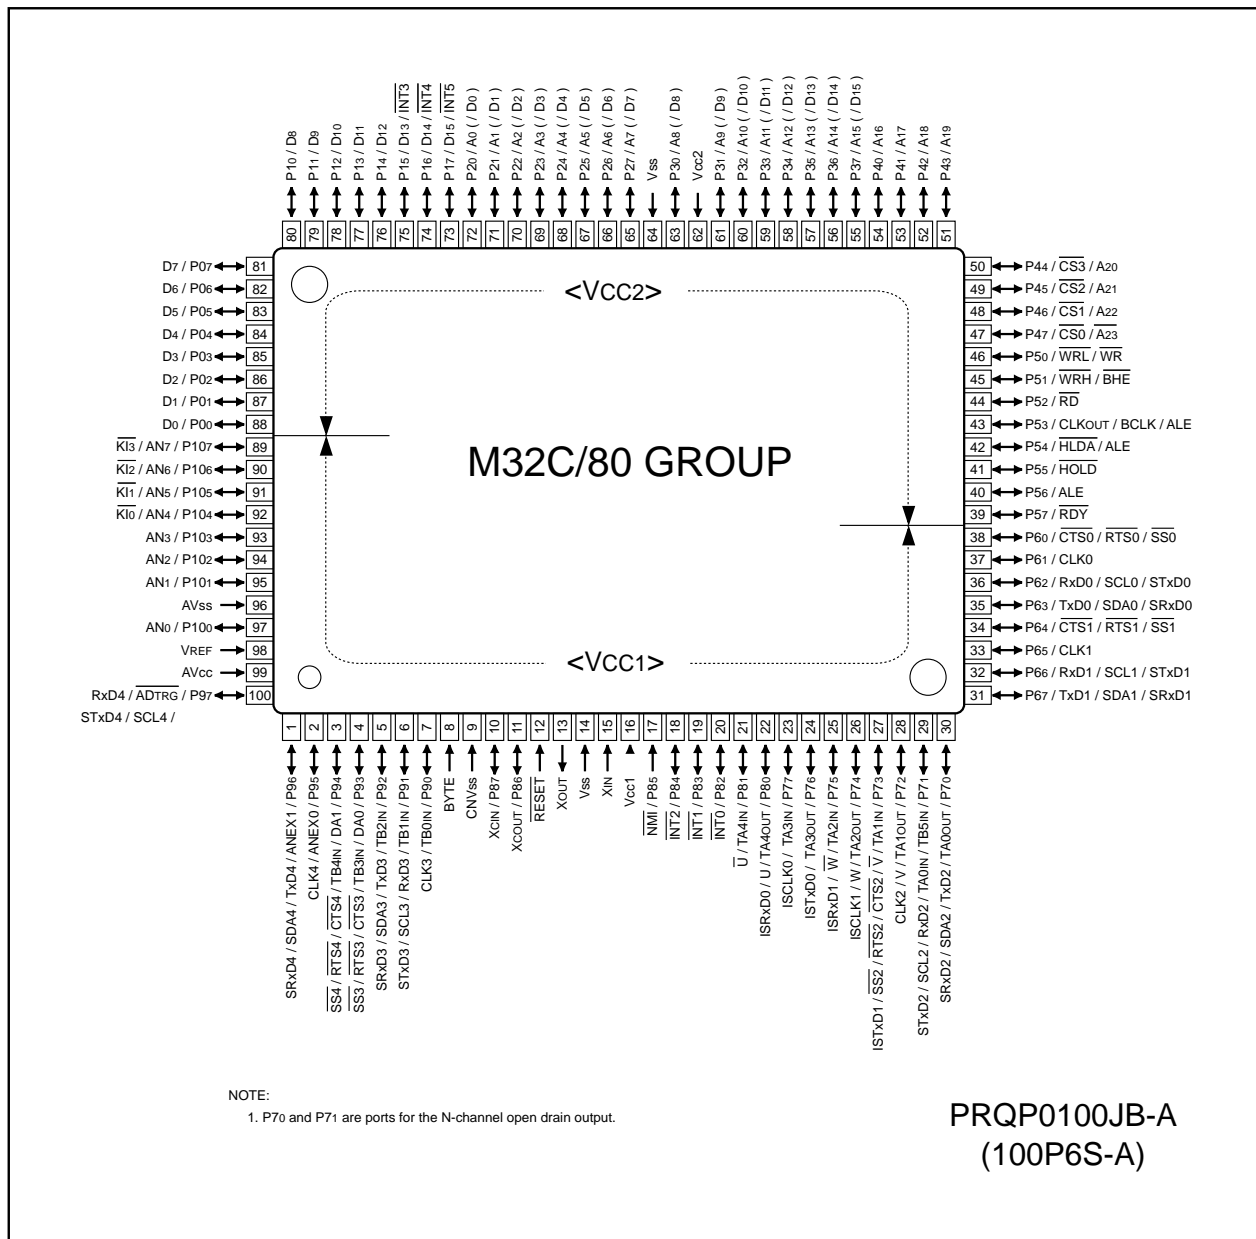 P10 / D8
P11 / D9
P12 / D10
P13 / D11
P14 / D12
P15 / D13 / INT3
P16 / D14 / INT4
P17 / D15 / INT5
P20 / A0 ( / D0 )
P21 / A1 ( / D1 )
P22 / A2 ( / D2 )
P23 / A3 ( / D3 )
P24 / A4 ( / D4 )
P25 / A5 ( / D5 )
P26 / A6 ( / D6 )
P27 / A7 ( / D7 )
Vss
P30 / A8 ( / D8 )
Vcc2
P31 / A9 ( / D9 )
P32 / A10 ( / D10 )
P33 / A11 ( / D11 )
P34 / A12 ( / D12 )
P35 / A13 ( / D13 )
P36 / A14 ( / D14 )
P37 / A15 ( / D15 )
P40 / A16
P41 / A17
P42 / A18
P43 / A19
80 79 78 77 76 75 74 73 72 71 70 69 68 67 66 65 64 63 62 61 60 59 58 57 56 55 54 53 52 51
D7 / P07 81
D6 / P06 82
D5 / P05 83
D4 / P04 84
D3 / P03 85
D2 / P02 86
D1 / P01 87
D0 / P00 88
KI3 / AN7 / P107 89
KI2 / AN6 / P106 90
KI1 / AN5 / P105 91
KI0 / AN4 / P104 92
AN3 / P103 93
AN2 / P102 94
AN1 / P101 95
AVss 96
AN0 / P100 97
VREF 98
AVcc 99
RxD4 / ADTRG / P97 100
STxD4 / SCL4 /
<VCC2>
M32C/80 GROUP
<VCC1>
50 P44 / CS3 / A20
49 P45 / CS2 / A21
48 P46 / CS1 / A22
47 P47 / CS0 / A23
46 P50 / WRL / WR
45 P51 / WRH / BHE
44 P52 / RD
43 P53 / CLKOUT / BCLK / ALE
42 P54 / HLDA / ALE
41 P55 / HOLD
40 P56 / ALE
39 P57 / RDY
38 P60 / CTS0 / RTS0 / SS0
37 P61 / CLK0
36 P62 / RxD0 / SCL0 / STxD0
35 P63 / TxD0 / SDA0 / SRxD0
34 P64 / CTS1 / RTS1 / SS1
33 P65 / CLK1
32 P66 / RxD1 / SCL1 / STxD1
31 P67 / TxD1 / SDA1 / SRxD1
1 2 3 4 5 6 7 8 9 10 11 12 13 14 15 16 17 18 19 20 21 22 23 24 25 26 27 28 29 30
SRxD4 / SDA4 / TxD4 / ANEX1 / P96
CLK4 / ANEX0 / P95
SS4 / RTS4 / CTS4 / TB4IN / DA1 / P94
SS3 / RTS3 / CTS3 / TB3IN / DA0 / P93
SRxD3 / SDA3 / TxD3 / TB2IN / P92
STxD3 / SCL3 / RxD3 / TB1IN / P91
CLK3 / TB0IN / P90
BYTE
CNVss
XCIN / P87
XCOUT / P86
RESET
XOUT
Vss
XIN
Vcc1
NMI / P85
INT2 / P84
INT1 / P83
INT0 / P82
U / TA4IN / P81
ISRxD0 / U / TA4OUT / P80
ISCLK0 / TA3IN / P77
ISTxD0 / TA3OUT / P76
ISRxD1 / W / TA2IN / P75
ISCLK1 / W / TA2OUT / P74
ISTxD1 / SS2 / RTS2 / CTS2 / V / TA1IN / P73
CLK2 / V / TA1OUT / P72
STxD2 / SCL2 / RxD2 / TA0IN / TB5IN / P71
SRxD2 / SDA2 / TxD2 / TA0OUT / P70
NOTE:
1. P70 and P71 are ports for the N-channel open drain output.
PRQP0100JB-A
(100P6S-A)